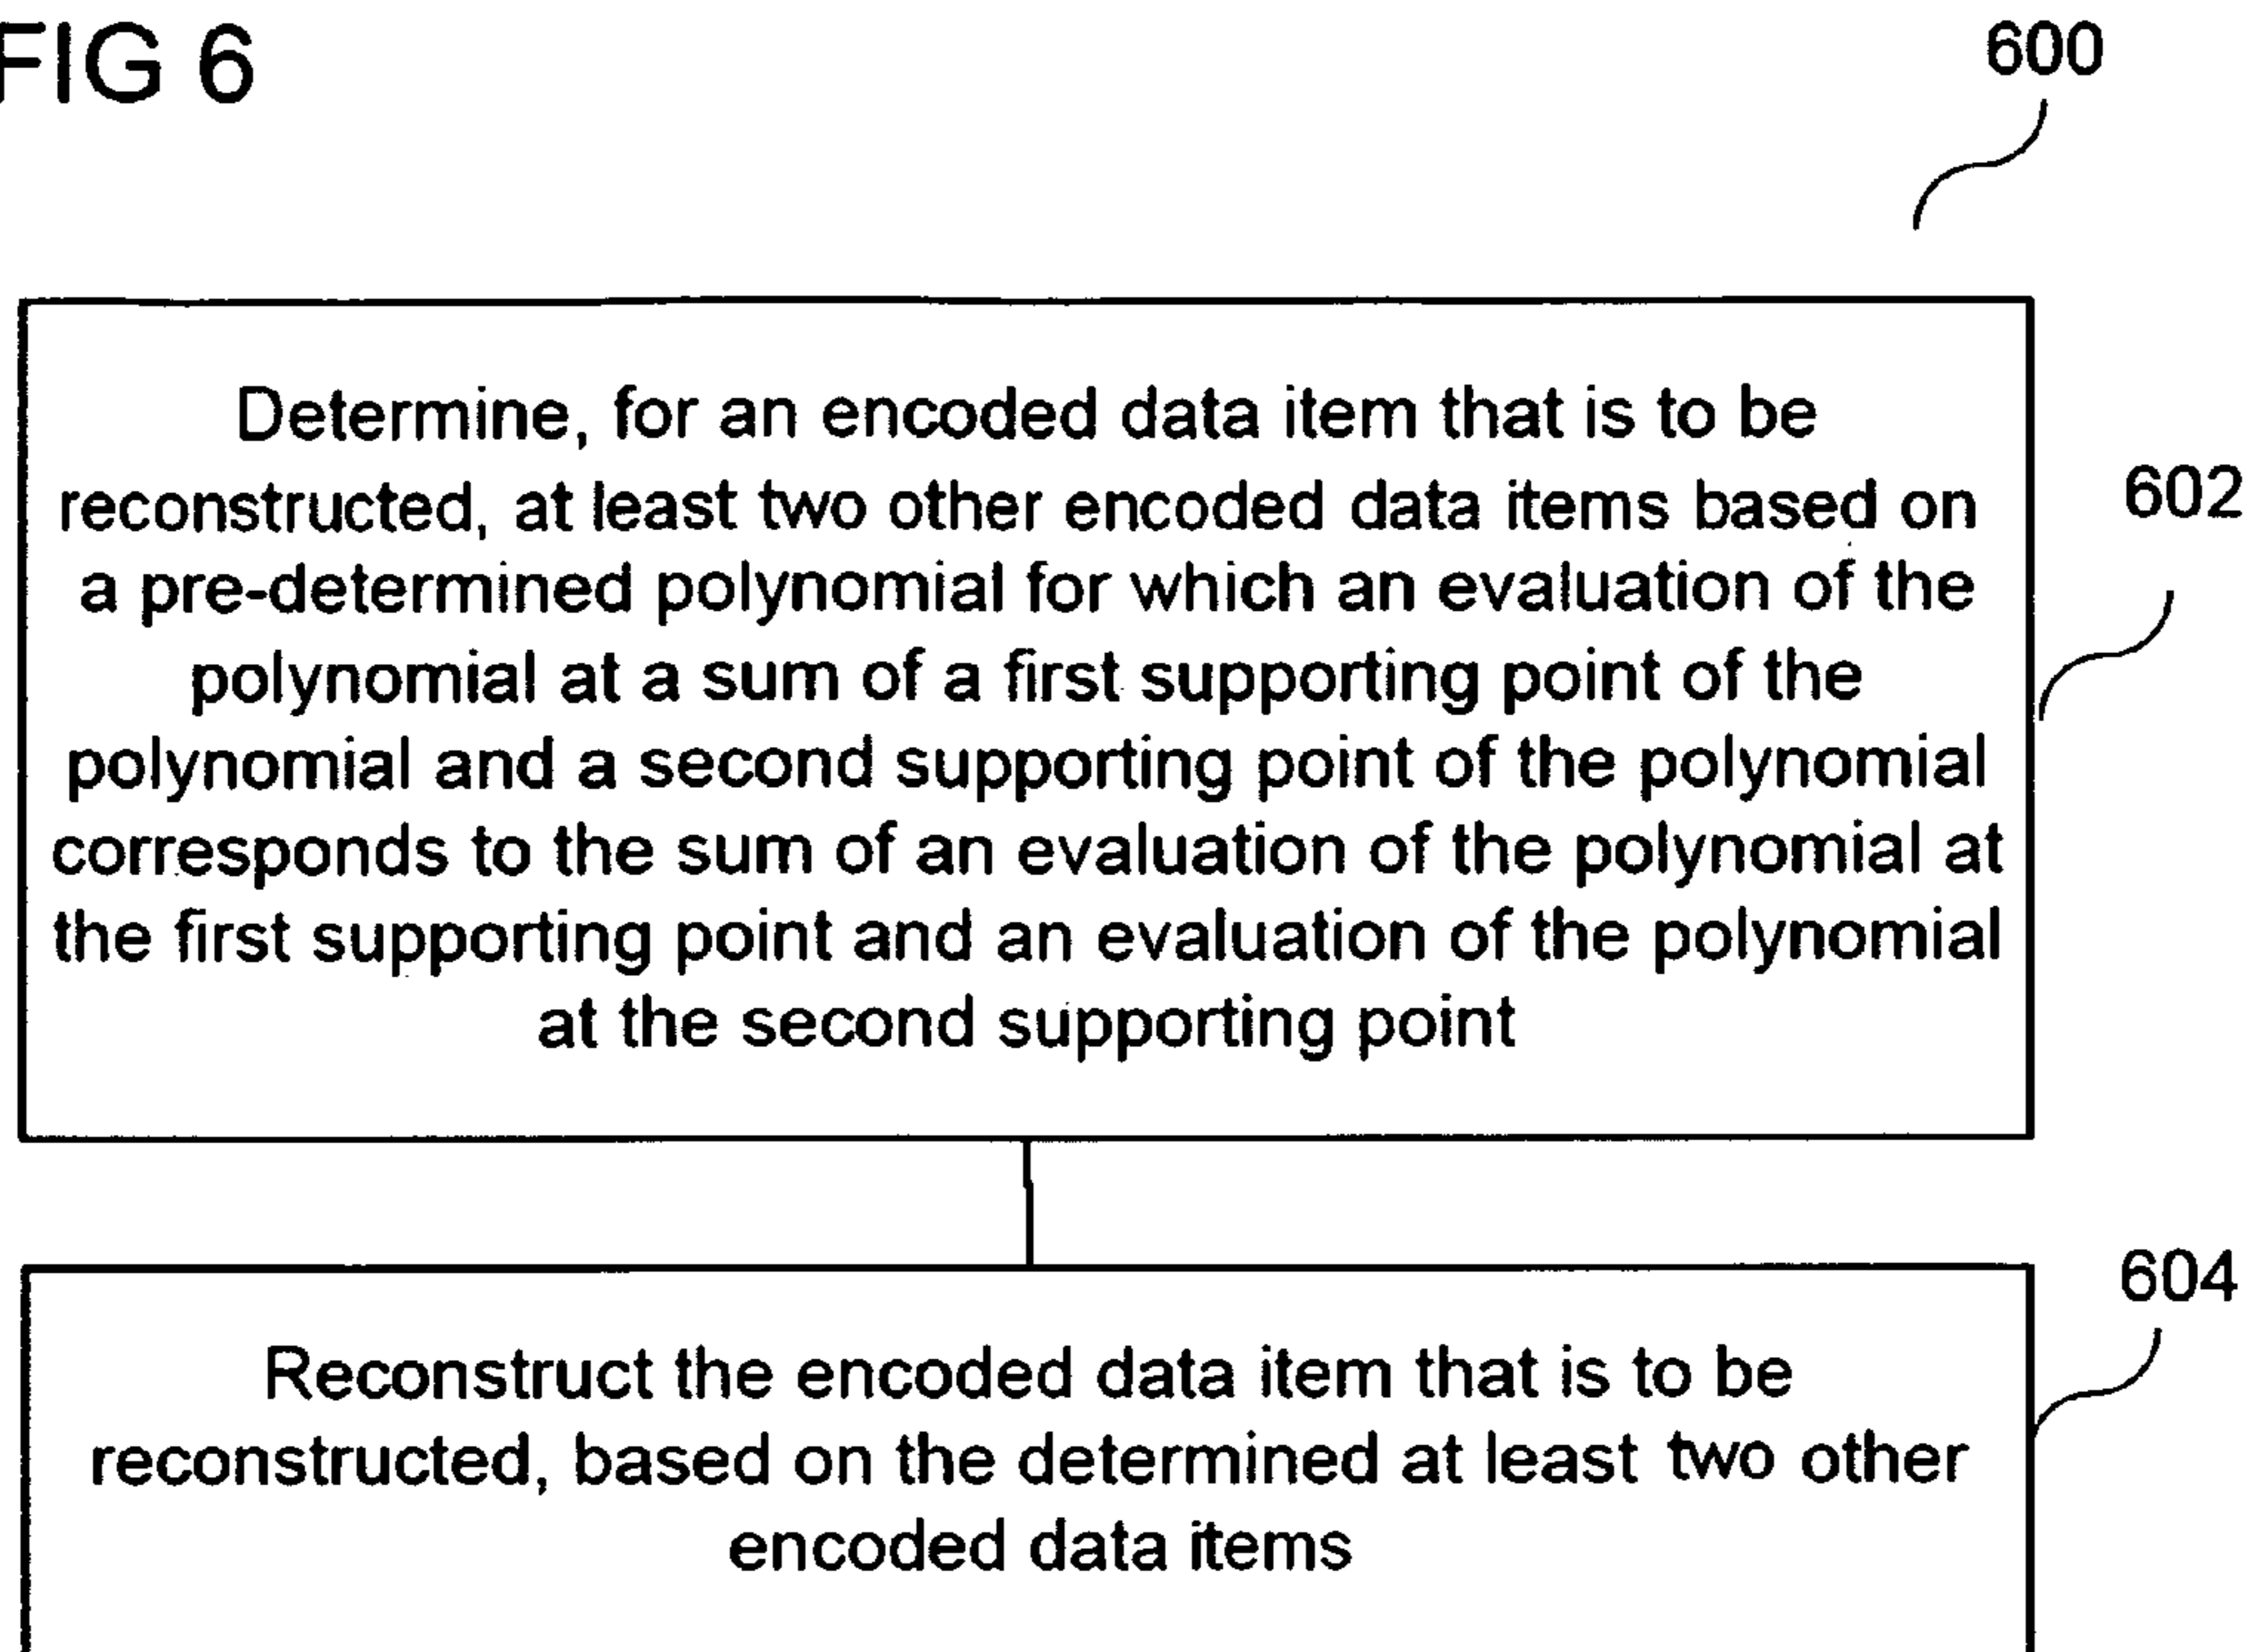 FIG 6
600
Determine, for an encoded data item that is to be
reconstructed, at least two other encoded data items based on
a pre-determined polynomial for which an evaluation of the
polynomial at a sum of a first supporting point of the
polynomial and a second supporting point of the polynomial
corresponds to the sum of an evaluation of the polynomial at
the first supporting point and an evaluation of the polynomial
at the second supporting point
602
604
Reconstruct the encoded data item that is to be
reconstructed, based on the determined at least two other
encoded data items